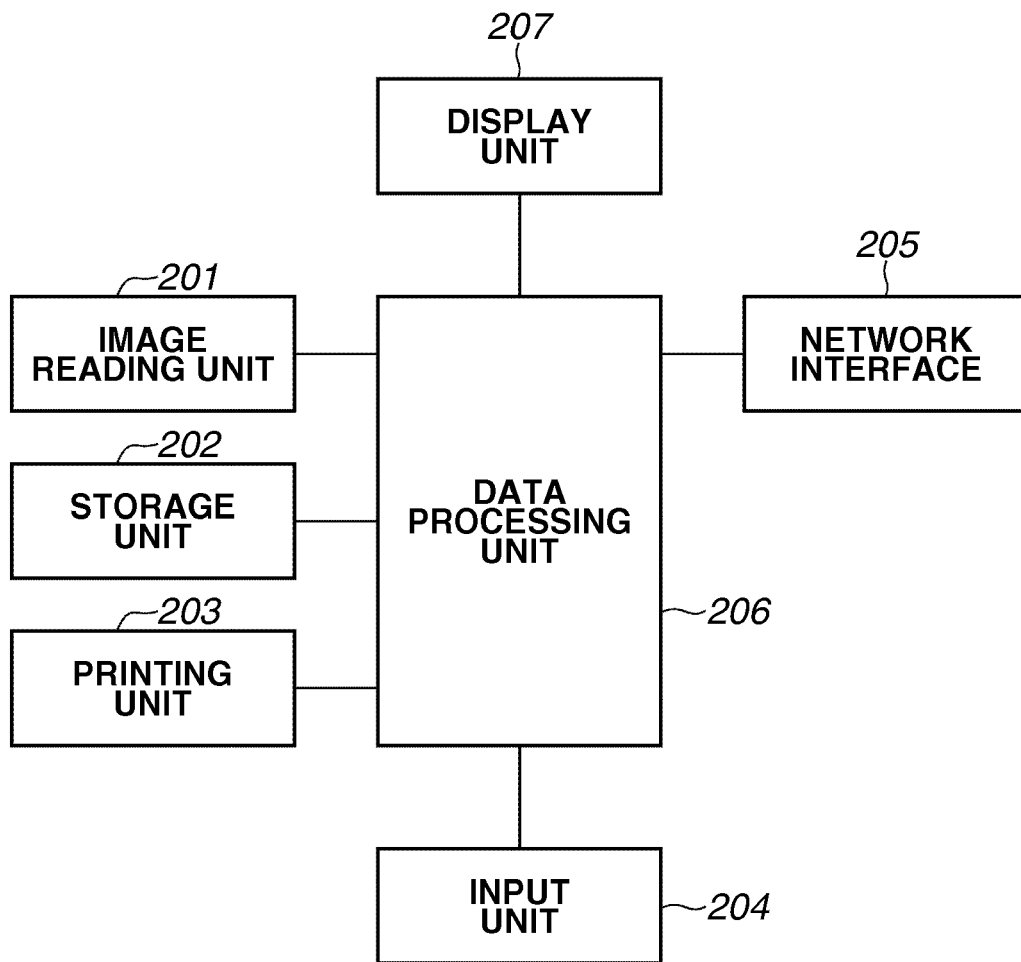 207
DISPLAY
UNIT
201
IMAGE
READING UNIT
205
NETWORK
INTERFACE
202
STORAGE
UNIT
DATA
PROCESSING
UNIT
203
PRINTING
UNIT
206
INPUT
UNIT
204